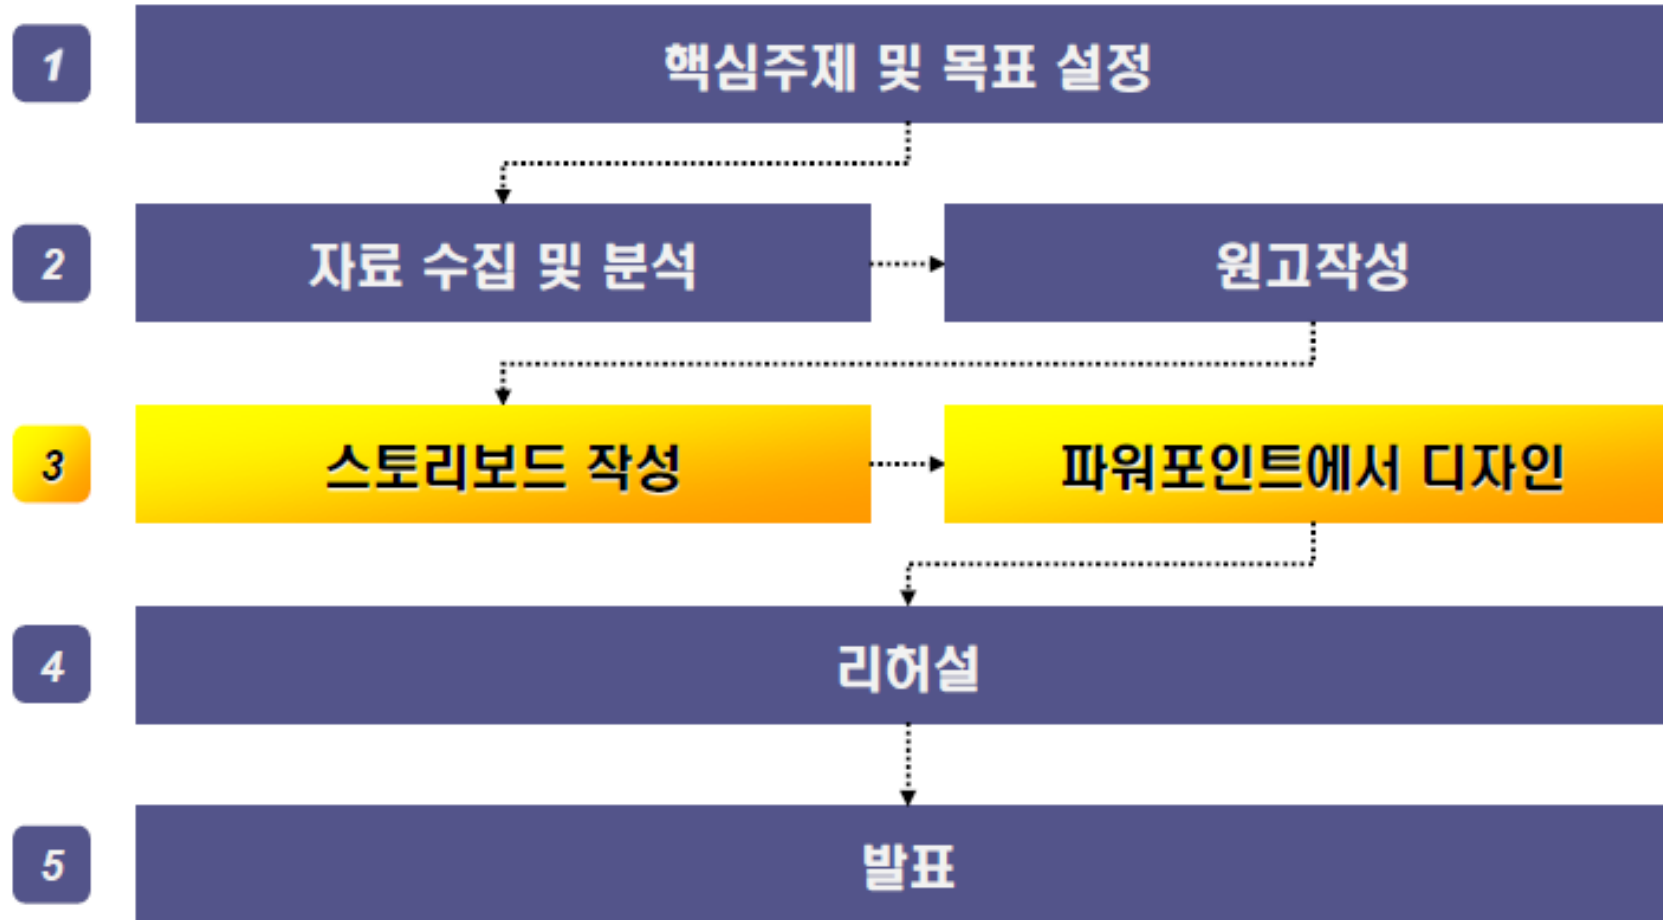 1
핵심주제 및 목표 설정
2
자료 수집 및 분석
원고작성
3
스토리보드 작성
파워포인트에서 디자인
4
리허설
5
발표